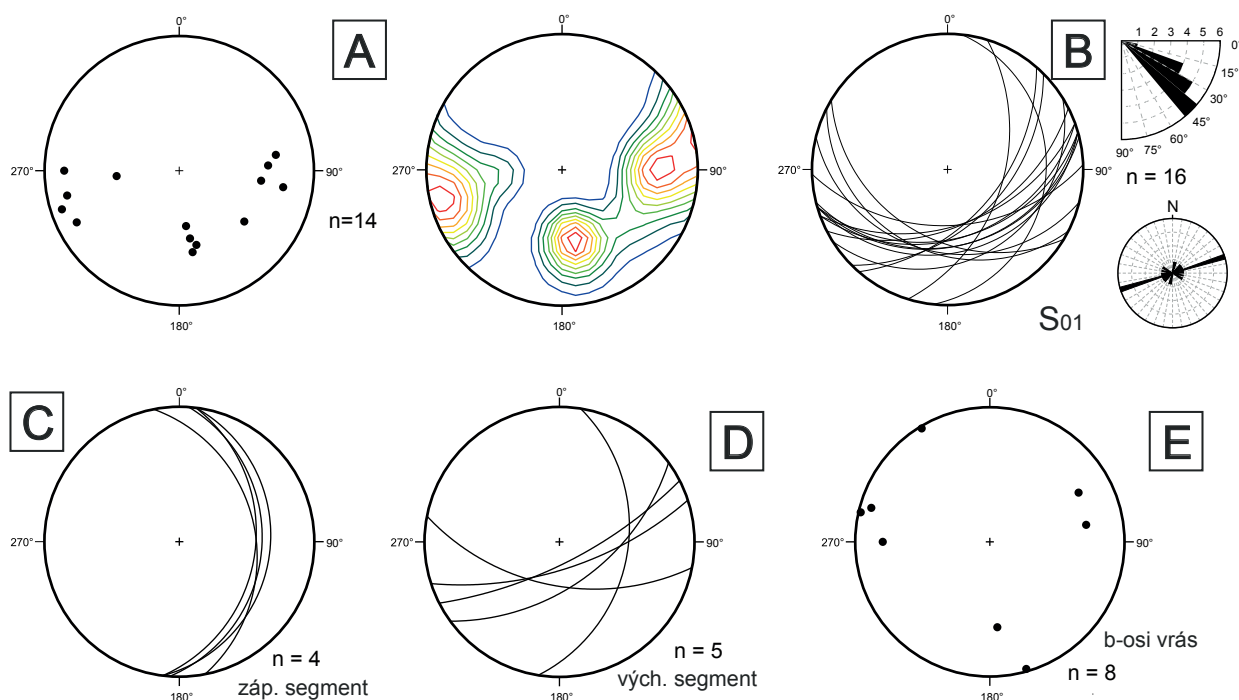 0°
270°
180°
n=14
A
90°
270°
90°
180°
0°
270°
90°
180°
S01
B
1 2 3 4 5 6
0°
15°
30°
45°
60°
75°
90°
n = 16
N
C
0°
270°
90°
180°
n = 4
záp. segment
0°
270°
90°
180°
D
n = 5
vých. segment
0°
270°
90°
180°
E
b-osi vrás
n = 8